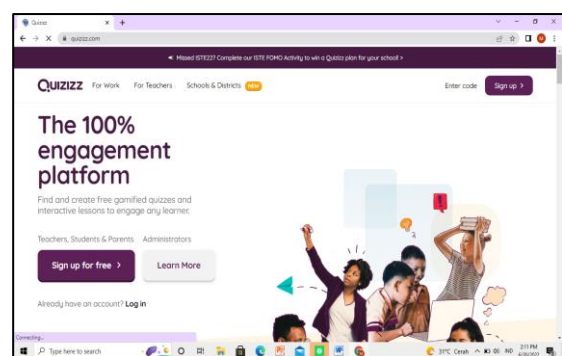 Quizizz
quizizz.com
Missed ISTE22? Complete our ISTE FOMO Activity to win a Quizizz plan for your school! >
QUIZIZZ For Work For Teachers Schools & Districts NEW Enter code Sign up >
The 100%
engagement
platform
Find and create free gamified quizzes and
interactive lessons to engage any learner.
Teachers, Students & Parents Administrators
Sign up for free > Learn More
Already have an account? Log in
Connecting...
Type here to search 31°C Cerah IND 2:11 PM